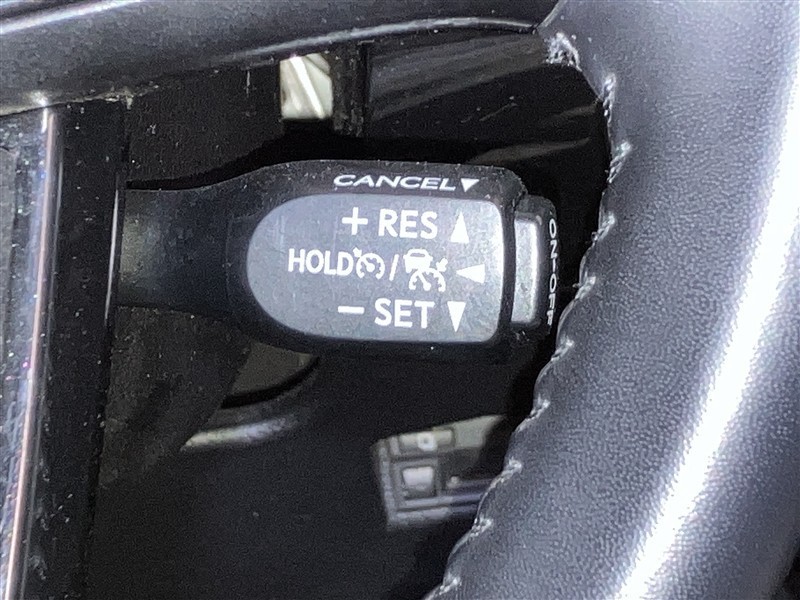 CANCEL▼
+ RES ▲
HOLD / ◀
− SET ▼
ON-OFF